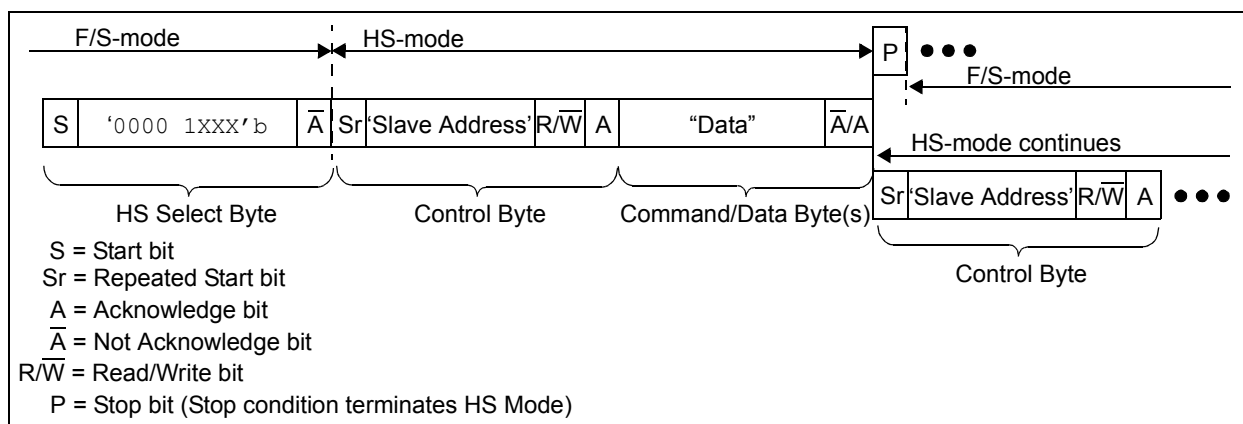 F/S-mode
HS-mode
P
F/S-mode
S '0000 1XXX'b A̅ Sr 'Slave Address' R/W̅ A "Data" A̅/A
HS-mode continues
Sr 'Slave Address' R/W̅ A
HS Select Byte
Control Byte
Command/Data Byte(s)
Control Byte
S = Start bit
Sr = Repeated Start bit
A = Acknowledge bit
A̅ = Not Acknowledge bit
R/W̅ = Read/Write bit
P = Stop bit (Stop condition terminates HS Mode)